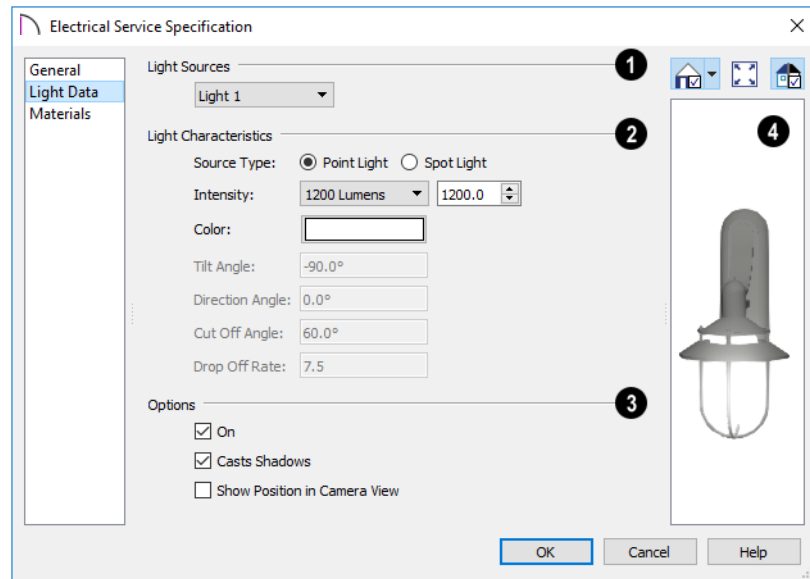 Electrical Service Specification
General
Light Data
Materials
Light Sources
1
Light 1
Light Characteristics
2
Source Type: Point Light Spot Light
Intensity: 1200 Lumens 1200.0
Color:
Tilt Angle: -90.0°
Direction Angle: 0.0°
Cut Off Angle: 60.0°
Drop Off Rate: 7.5
Options
3
On
Casts Shadows
Show Position in Camera View
4
OK Cancel Help